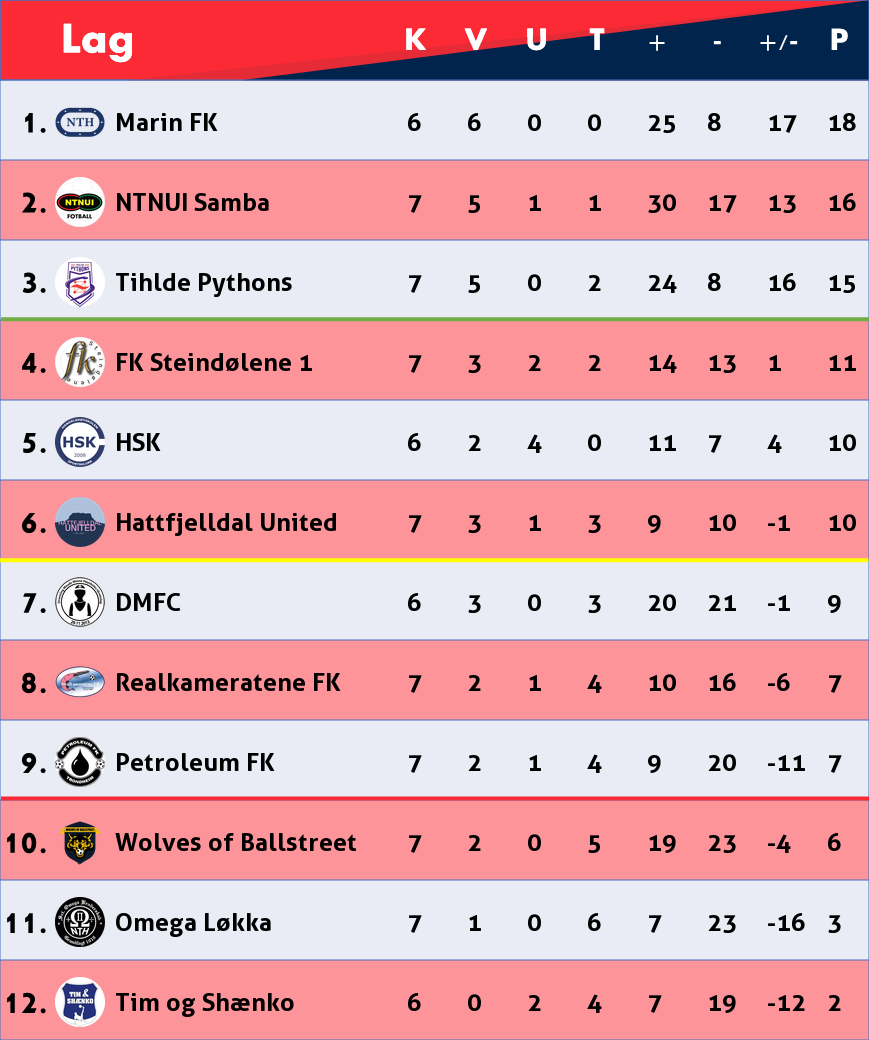 Lag K V U T + - +/- P
1. NTH Marin FK 6 6 0 0 25 8 17 18
2. NTNUI FOTBALL NTNUI Samba 7 5 1 1 30 17 13 16
3. PYTHONS Tihlde Pythons 7 5 0 2 24 8 16 15
4. fk Steindølene FK Steindølene 1 7 3 2 2 14 13 1 11
5. HSK 2008 HSK 6 2 4 0 11 7 4 10
6. HATTFJELLDAL UNITED Hattfjelldal United 7 3 1 3 9 10 -1 10
7. DMFC 6 3 0 3 20 21 -1 9
8. Realkameratene FK 7 2 1 4 10 16 -6 7
9. PETROLEUM FK TRONDHEIM Petroleum FK 7 2 1 4 9 20 -11 7
10. WOLVES OF BALLSTREET Wolves of Ballstreet 7 2 0 5 19 23 -4 6
11. NTH Omega Løkka 7 1 0 6 7 23 -16 3
12. TIM & SHÆNKO Tim og Shænko 6 0 2 4 7 19 -12 2